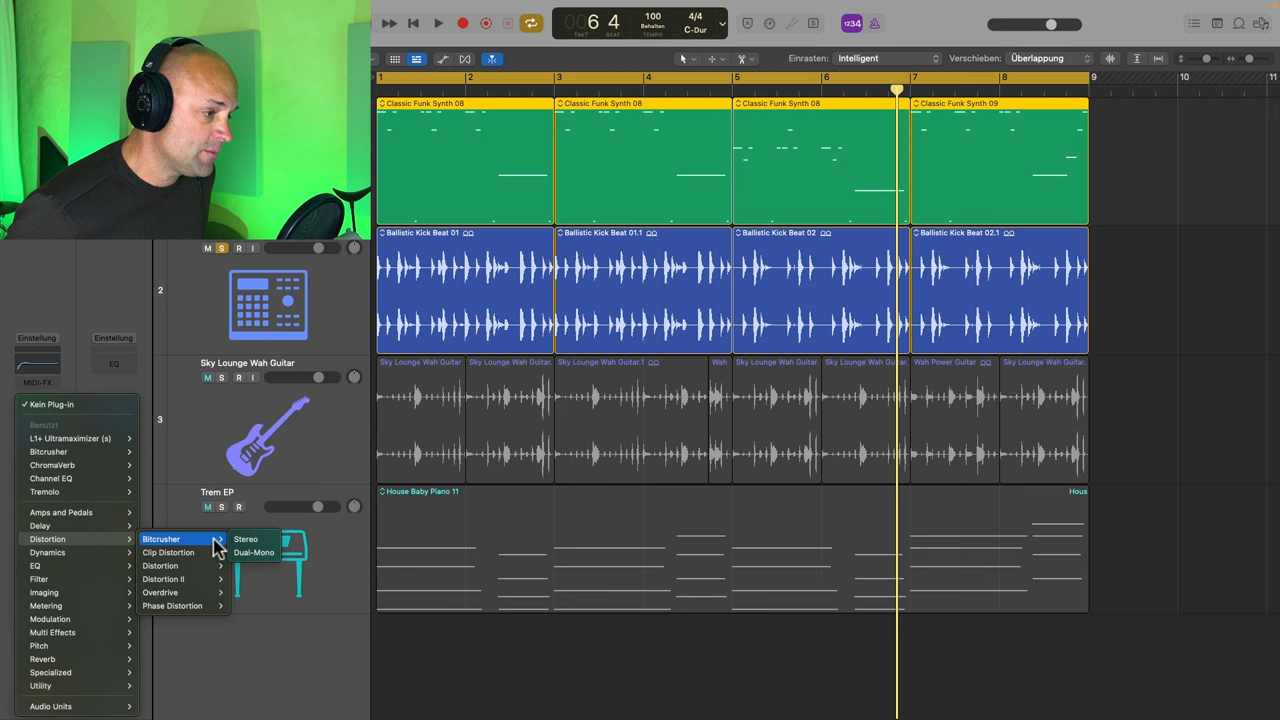 006 4
TAKT BEAT
100
Behalten
TEMPO
4/4
C-Dur
1234
Einrasten: Intelligent
Verschieben: Überlappung
1 2 3 4 5 6 7 8 9 10 11
Classic Funk Synth 08
Classic Funk Synth 08
Classic Funk Synth 08
Classic Funk Synth 09
Ballistic Kick Beat 01
Ballistic Kick Beat 01.1
Ballistic Kick Beat 02
Ballistic Kick Beat 02.1
M S R I
2
Sky Lounge Wah Guitar
M S R I
3
Sky Lounge Wah Guitar
Sky Lounge Wah Guitar.
Sky Lounge Wah Guitar.1
Wah
Sky Lounge Wah Guitar
Sky Lounge Wah Guitar.
Wah Power Guitar
Sky Lounge Wah Guitar.
Trem EP
M S R
House Baby Piano 11
Hous
Einstellung
Einstellung
EQ
MIDI-FX
Kein Plug-in
Benutzt
L1+ Ultramaximizer (s)
Bitcrusher
ChromaVerb
Channel EQ
Tremolo
Amps and Pedals
Delay
Distortion
Dynamics
EQ
Filter
Imaging
Metering
Modulation
Multi Effects
Pitch
Reverb
Specialized
Utility
Audio Units
Bitcrusher
Clip Distortion
Distortion
Distortion II
Overdrive
Phase Distortion
Stereo
Dual-Mono